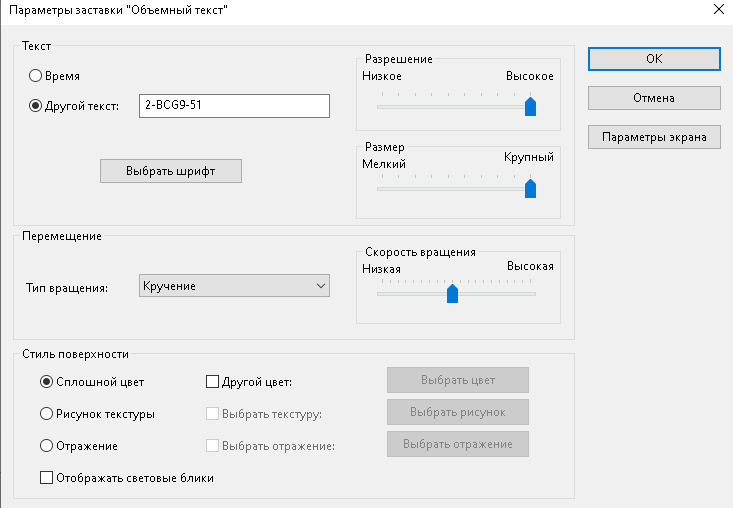 Параметры заставки "Объемный текст"
Текст
Время
Другой текст:
2-BCG9-51
Выбрать шрифт
Разрешение
Низкое Высокое
Размер
Мелкий Крупный
OK
Отмена
Параметры экрана
Перемещение
Тип вращения:
Кручение
Скорость вращения
Низкая Высокая
Стиль поверхности
Сплошной цвет Другой цвет: Выбрать цвет
Рисунок текстуры Выбрать текстуру: Выбрать рисунок
Отражение Выбрать отражение: Выбрать отражение
Отображать световые блики